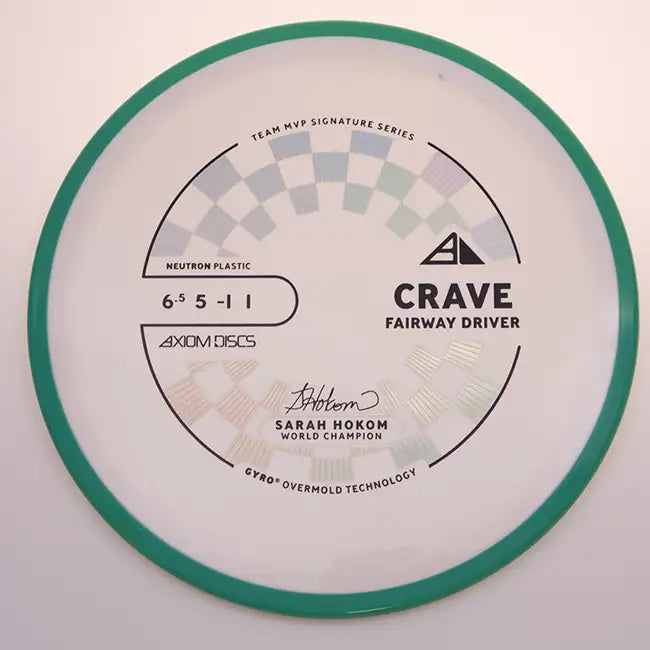 TEAM MVP SIGNATURE SERIES
NEUTRON PLASTIC
6.5 5 -1 1
AXIOM DISCS
CRAVE
FAIRWAY DRIVER
SHokom
SARAH HOKOM
WORLD CHAMPION
GYRO® OVERMOLD TECHNOLOGY